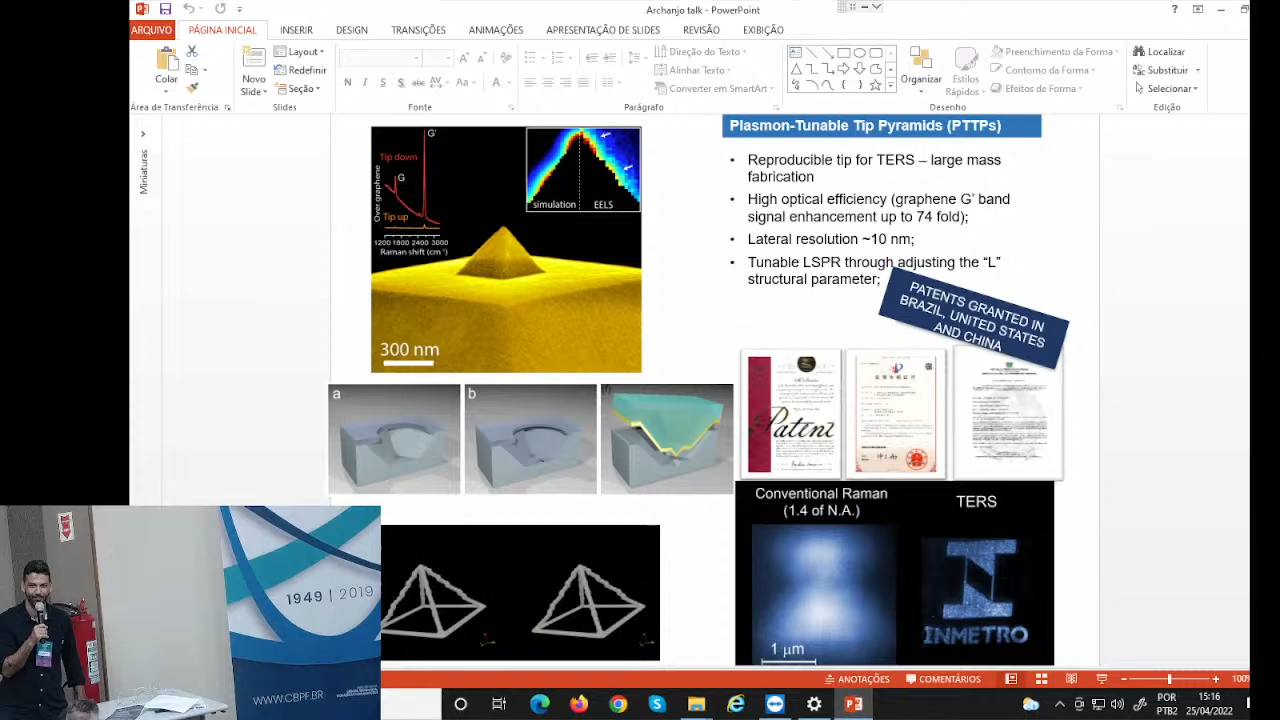 Archanjo talk - PowerPoint
ARQUIVO
PÁGINA INICIAL
INSERIR
DESIGN
TRANSIÇÕES
ANIMAÇÕES
APRESENTAÇÃO DE SLIDES
REVISÃO
EXIBIÇÃO
Colar
Novo
Slide
Layout
Redefinir
Seção
N I S S abc AV Aa A
Direção do Texto
Alinhar Texto
Converter em SmartArt
Organizar
Estilos
Rápidos
Preenchimento da Forma
Contornos da Forma
Efeitos de Forma
Localizar
Substituir
Selecionar
Área de Transferência
Slides
Fonte
Parágrafo
Desenho
Edição
Miniaturas
Over graphene
Tip down
G'
G
Tip up
1200 1800 2400 3000
Raman shift (cm⁻¹)
simulation
EELS
300 nm
Plasmon-Tunable Tip Pyramids (PTTPs)
• Reproducible tip for TERS – large mass
fabrication
• High optical efficiency (graphene G' band
signal enhancement up to 74 fold);
• Lateral resolution ~10 nm;
• Tunable LSPR through adjusting the “L”
structural parameter;
PATENTS GRANTED IN
BRAZIL, UNITED STATES
AND CHINA
a
b
Patent
Conventional Raman
(1.4 of N.A.)
TERS
1 μm
INMETRO
1949 | 2019
WWW.CBPF.BR
ANOTAÇÕES
COMENTÁRIOS
100%
POR
PTB2
15:16
25/04/2022